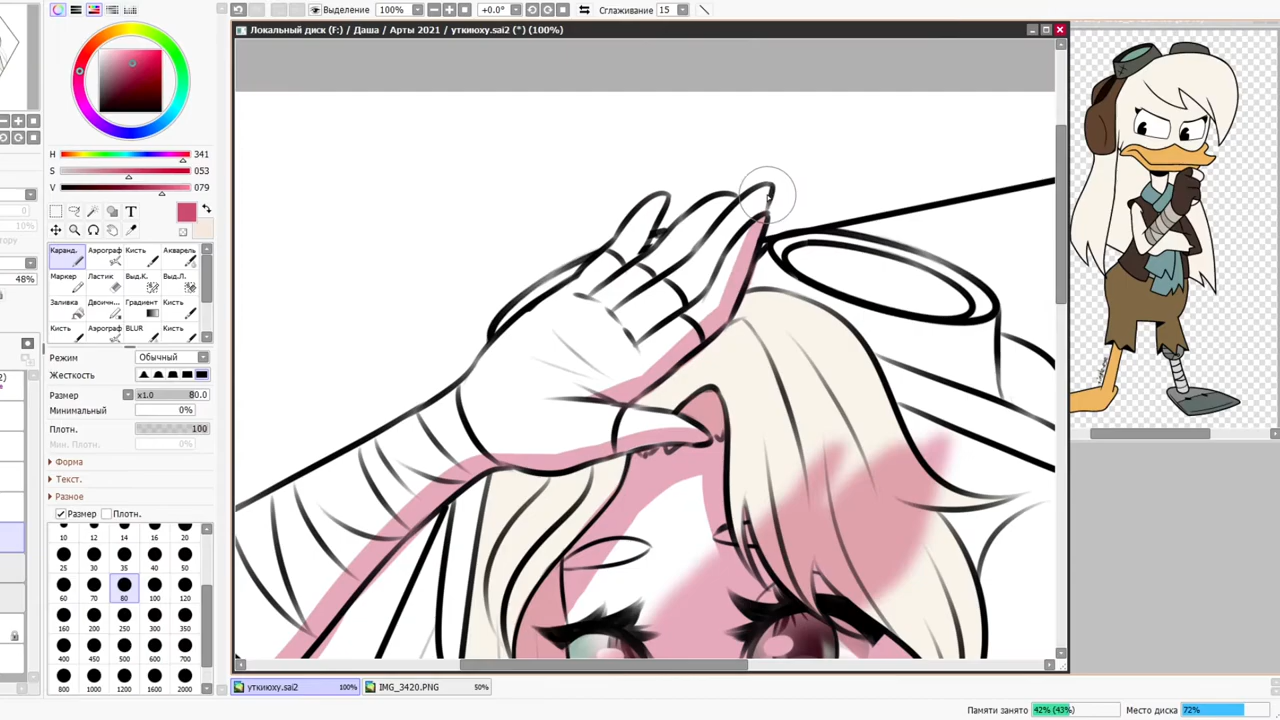 Выделение 100% +0.0° Сглаживание 15
Локальный диск (F:) / Даша / Арты 2021 / уткиюху.sai2 (*) (100%)
H 341
S 053
V 079
T
Каранд. Аэрограф Кисть Акварель
Маркер Ластик Выд.К. Выд.Л.
Заливка Двоичн... Градиент Кисть
Кисть Аэрограф BLUR Кисть
48%
Режим Обычный
Жесткость
Размер x1.0 80.0
Минимальный 0%
Плотн. 100
Мин. Плотн. 0%
Форма
Текст.
Разное
Размер Плотн.
10 12 14 16 20
25 30 35 40 50
60 70 80 100 120
160 200 250 300 350
400 450 500 600 700
800 1000 1200 1600 2000
уткиюху.sai2 100% IMG_3420.PNG 50%
Памяти занято 42% (43%) Место диска 72%